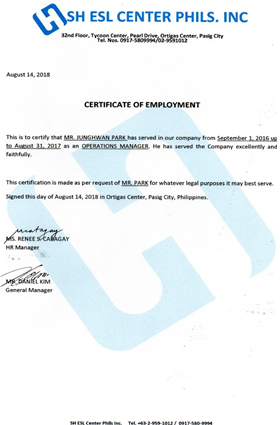 SH ESL CENTER PHILS. INC
32nd Floor, Tycoon Center, Pearl Drive, Ortigas Center, Pasig City
Tel. Nos. 0917-5809994/02-9591012
August 14, 2018
CERTIFICATE OF EMPLOYMENT
This is to certify that MR. JUNGHWAN PARK has served in our company from September 1, 2016 up
to August 31, 2017 as an OPERATIONS MANAGER. He has served the Company excellently and
faithfully.
This certification is made as per request of MR. PARK for whatever legal purposes it may best serve.
Signed this day of August 14, 2018 in Ortigas Center, Pasig City, Philippines.
MS. RENEE S. CABAGAY
HR Manager
MR. DANIEL KIM
General Manager
SH ESL Center Phils Inc. Tel. +63-2-959-1012 / 0917-580-9994